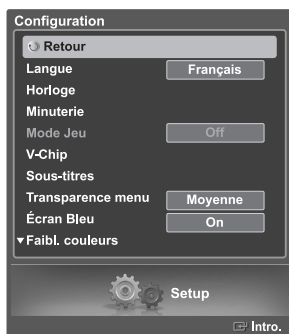 Configuration
Retour
Langue Français
Horloge
Minuterie
Mode Jeu Off
V-Chip
Sous-titres
Transparence menu Moyenne
Écran Bleu On
▼Faibl. couleurs
Setup
Intro.